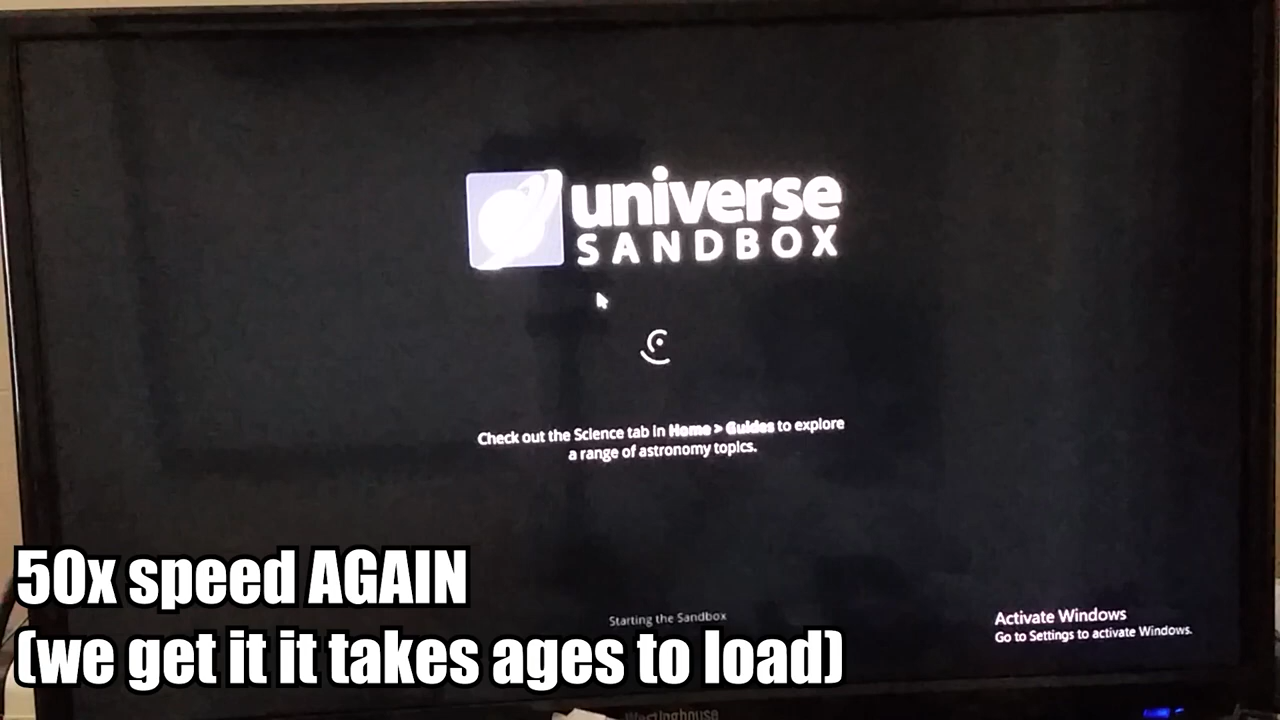 universe
SANDBOX
Check out the Science tab in Home > Guides to explore
a range of astronomy topics.
Starting the Sandbox
Activate Windows
Go to Settings to activate Windows.
50x speed AGAIN
(we get it it takes ages to load)
Westinghouse